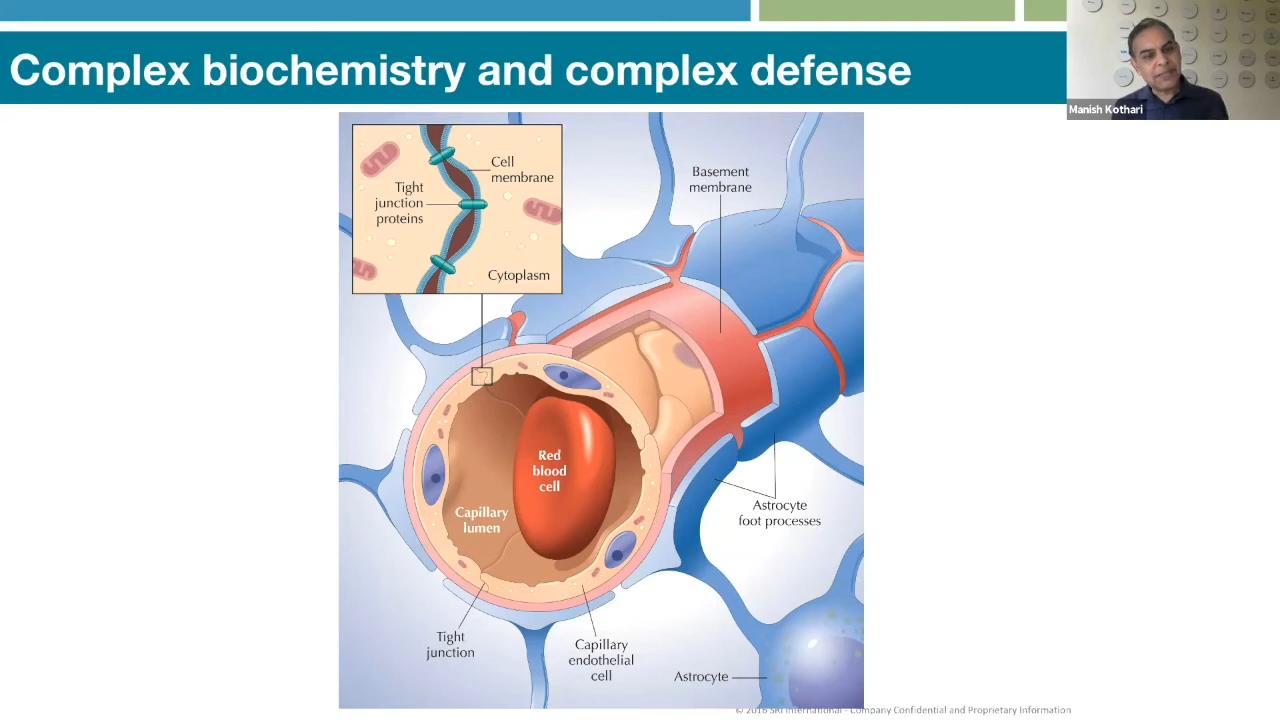 Complex biochemistry and complex defense
Manish Kothari
Cell
membrane
Tight
junction
proteins
Cytoplasm
Basement
membrane
Red
blood
cell
Capillary
lumen
Astrocyte
foot processes
Tight
junction
Capillary
endothelial
cell
Astrocyte
© 2016 SRI International - Company Confidential and Proprietary Information